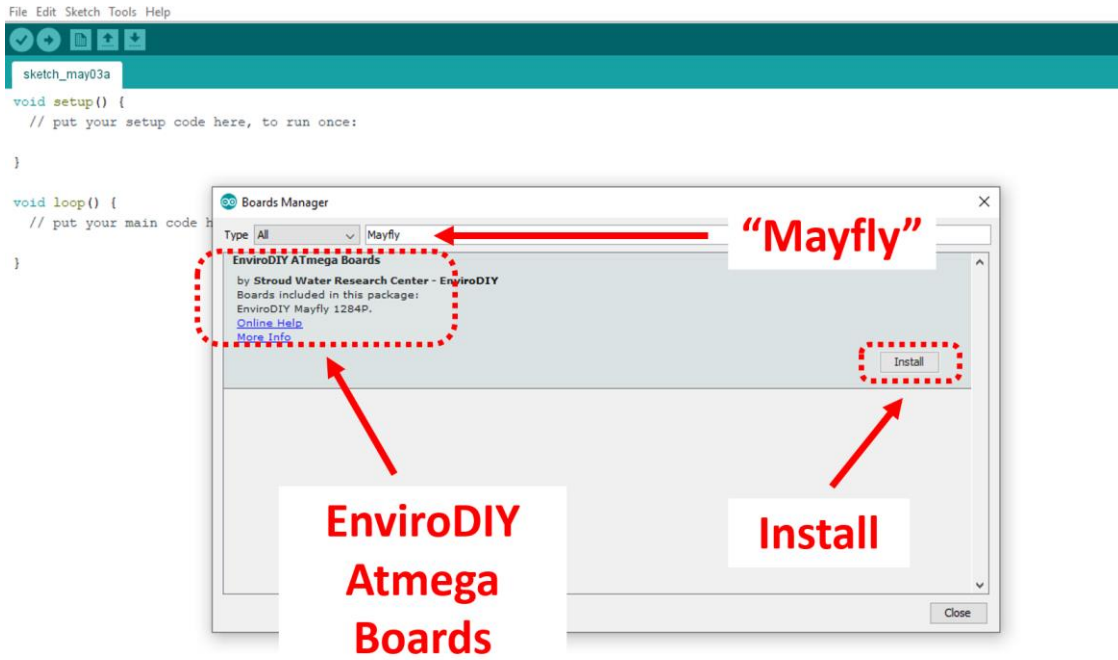 File Edit Sketch Tools Help
sketch_may03a
void setup() {
// put your setup code here, to run once:
}
void loop() {
// put your main code h
}
Boards Manager
Type All Mayfly
“Mayfly”
EnviroDIY ATmega Boards
by Stroud Water Research Center - EnviroDIY
Boards included in this package:
EnviroDIY Mayfly 1284P.
Online Help
More Info
Install
EnviroDIY
Atmega
Boards
Install
Close